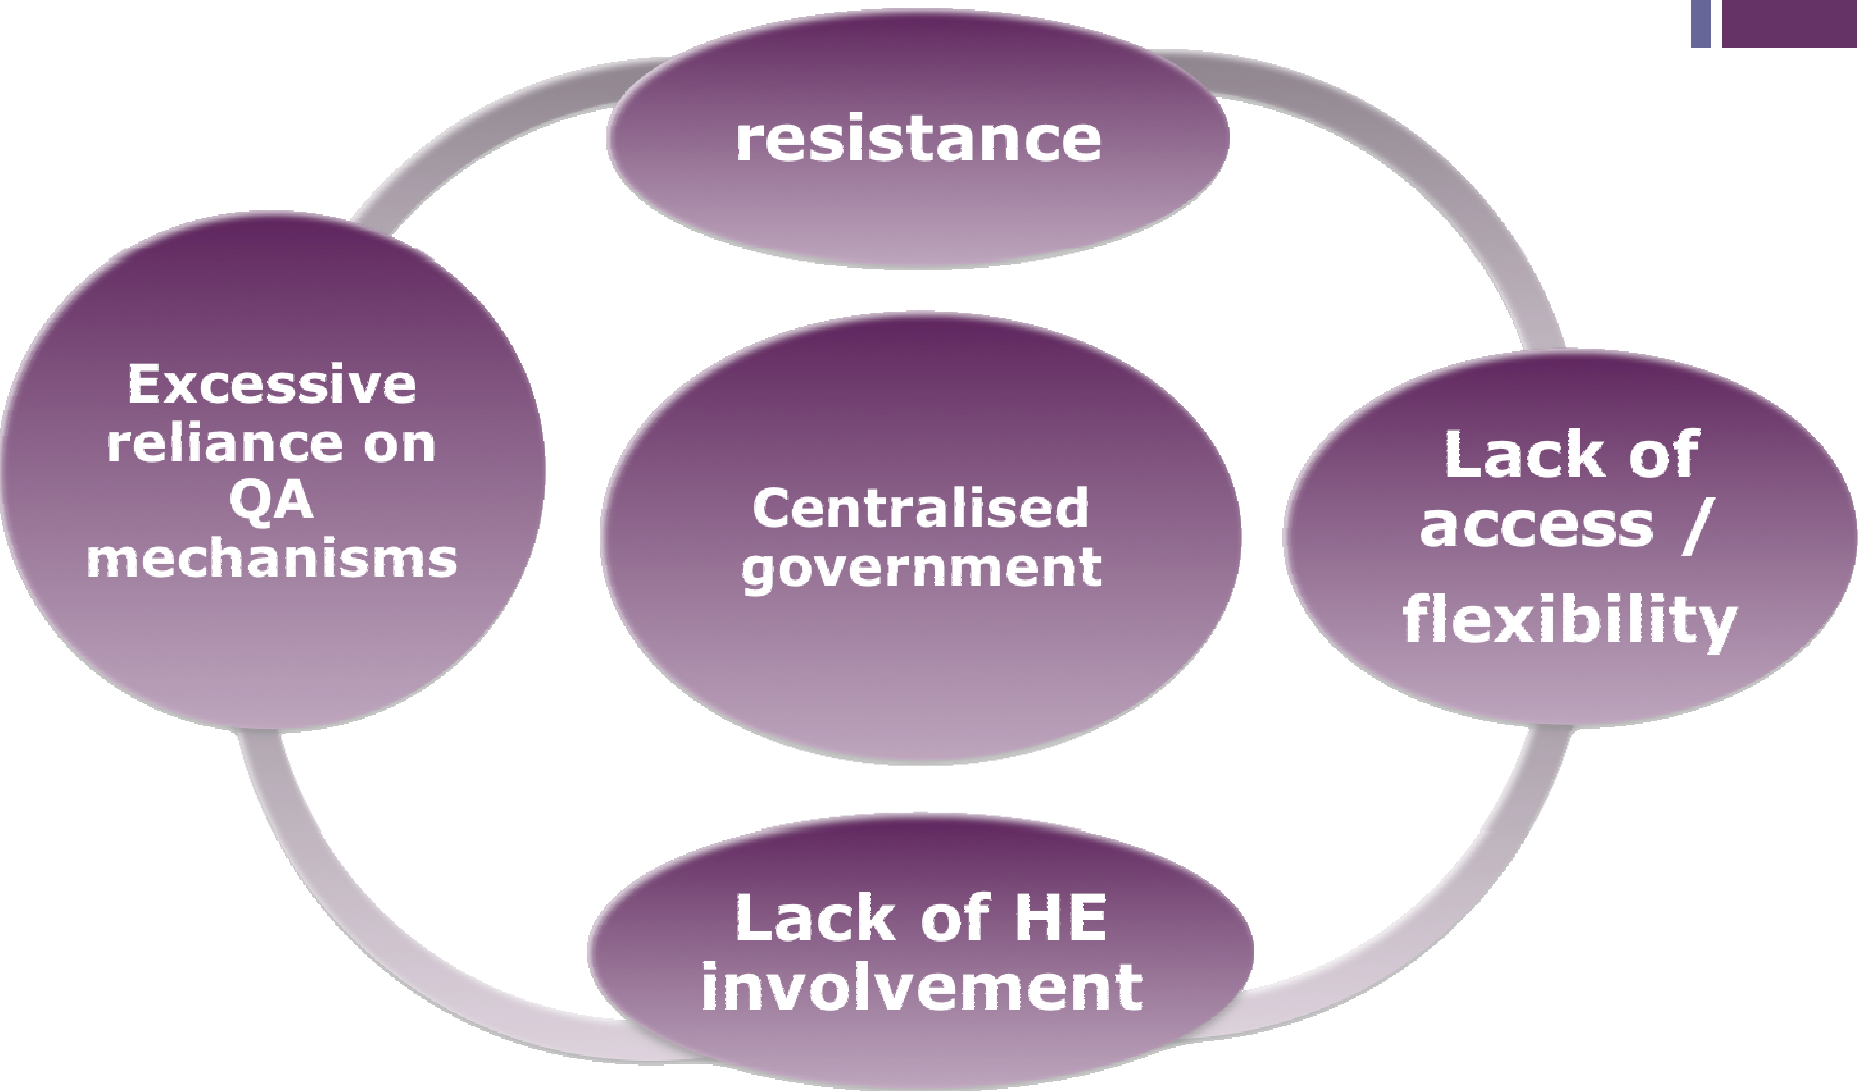 resistance
Excessive
reliance on
QA
mechanisms
Centralised
government
Lack of
access /
flexibility
Lack of HE
involvement